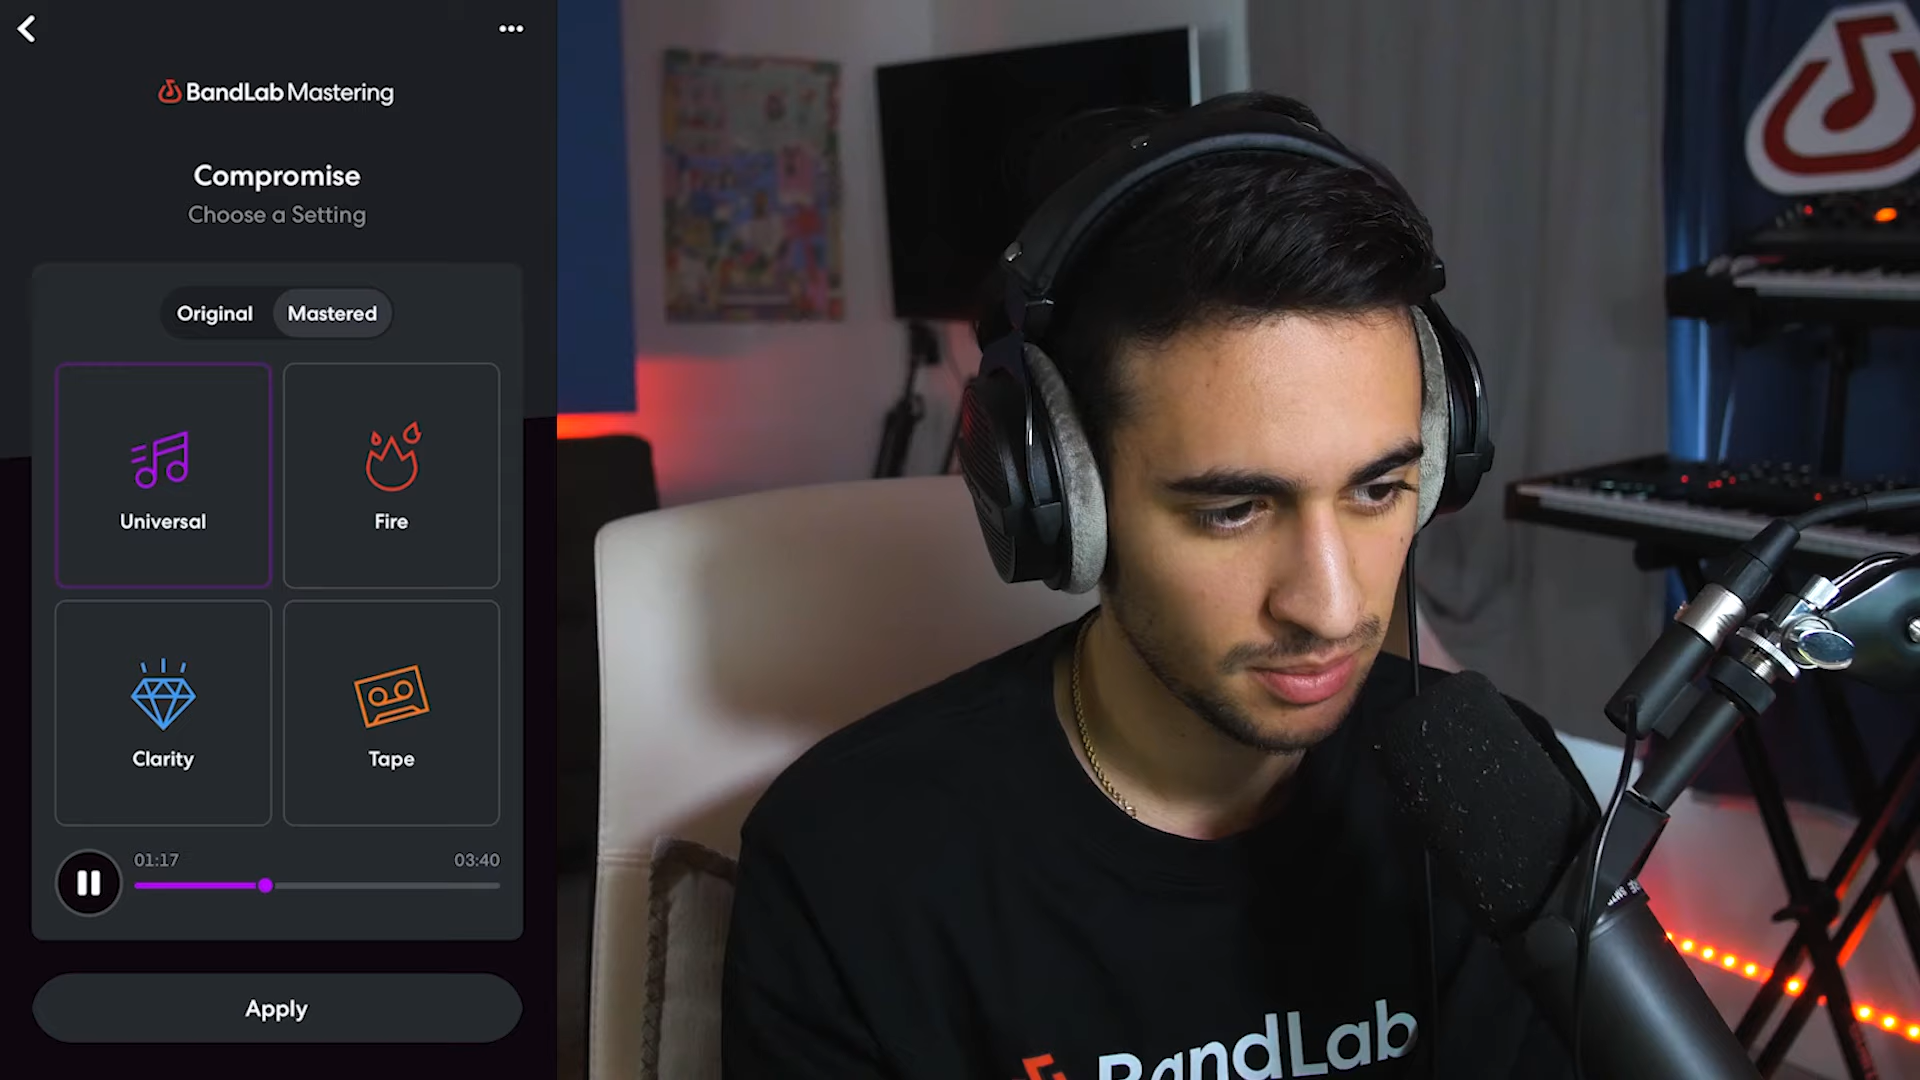 BandLab Mastering
Compromise
Choose a Setting
Original Mastered
Universal
Fire
Clarity
Tape
01:17 03:40
Apply
BandLab